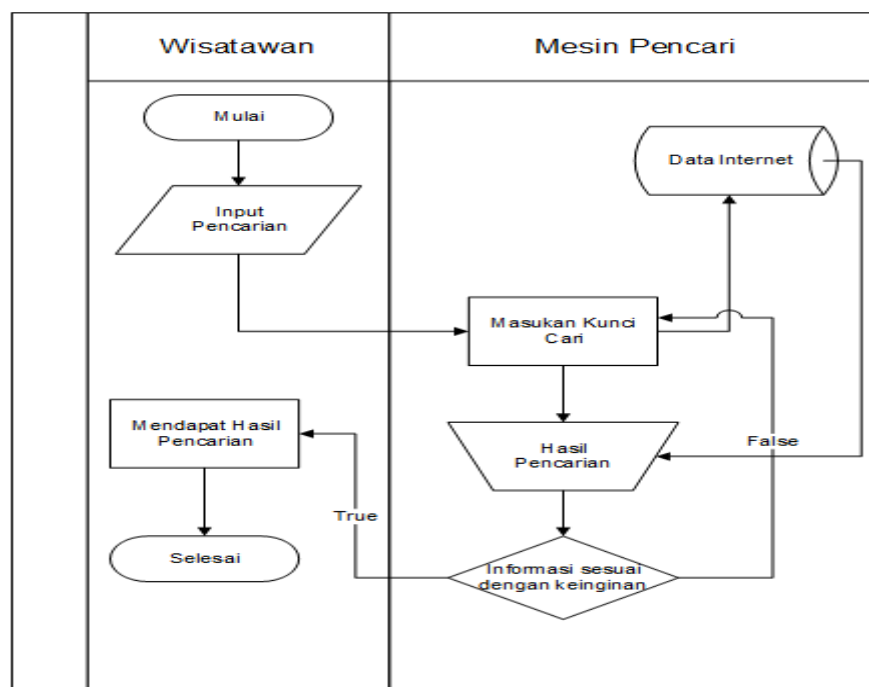 Wisatawan
Mesin Pencari
Mulai
Data Internet
Input
Pencarian
Masukan Kunci
Cari
Mendapat Hasil
Pencarian
Hasil
Pencarian
False
True
Selesai
Informasi sesuai
dengan keinginan